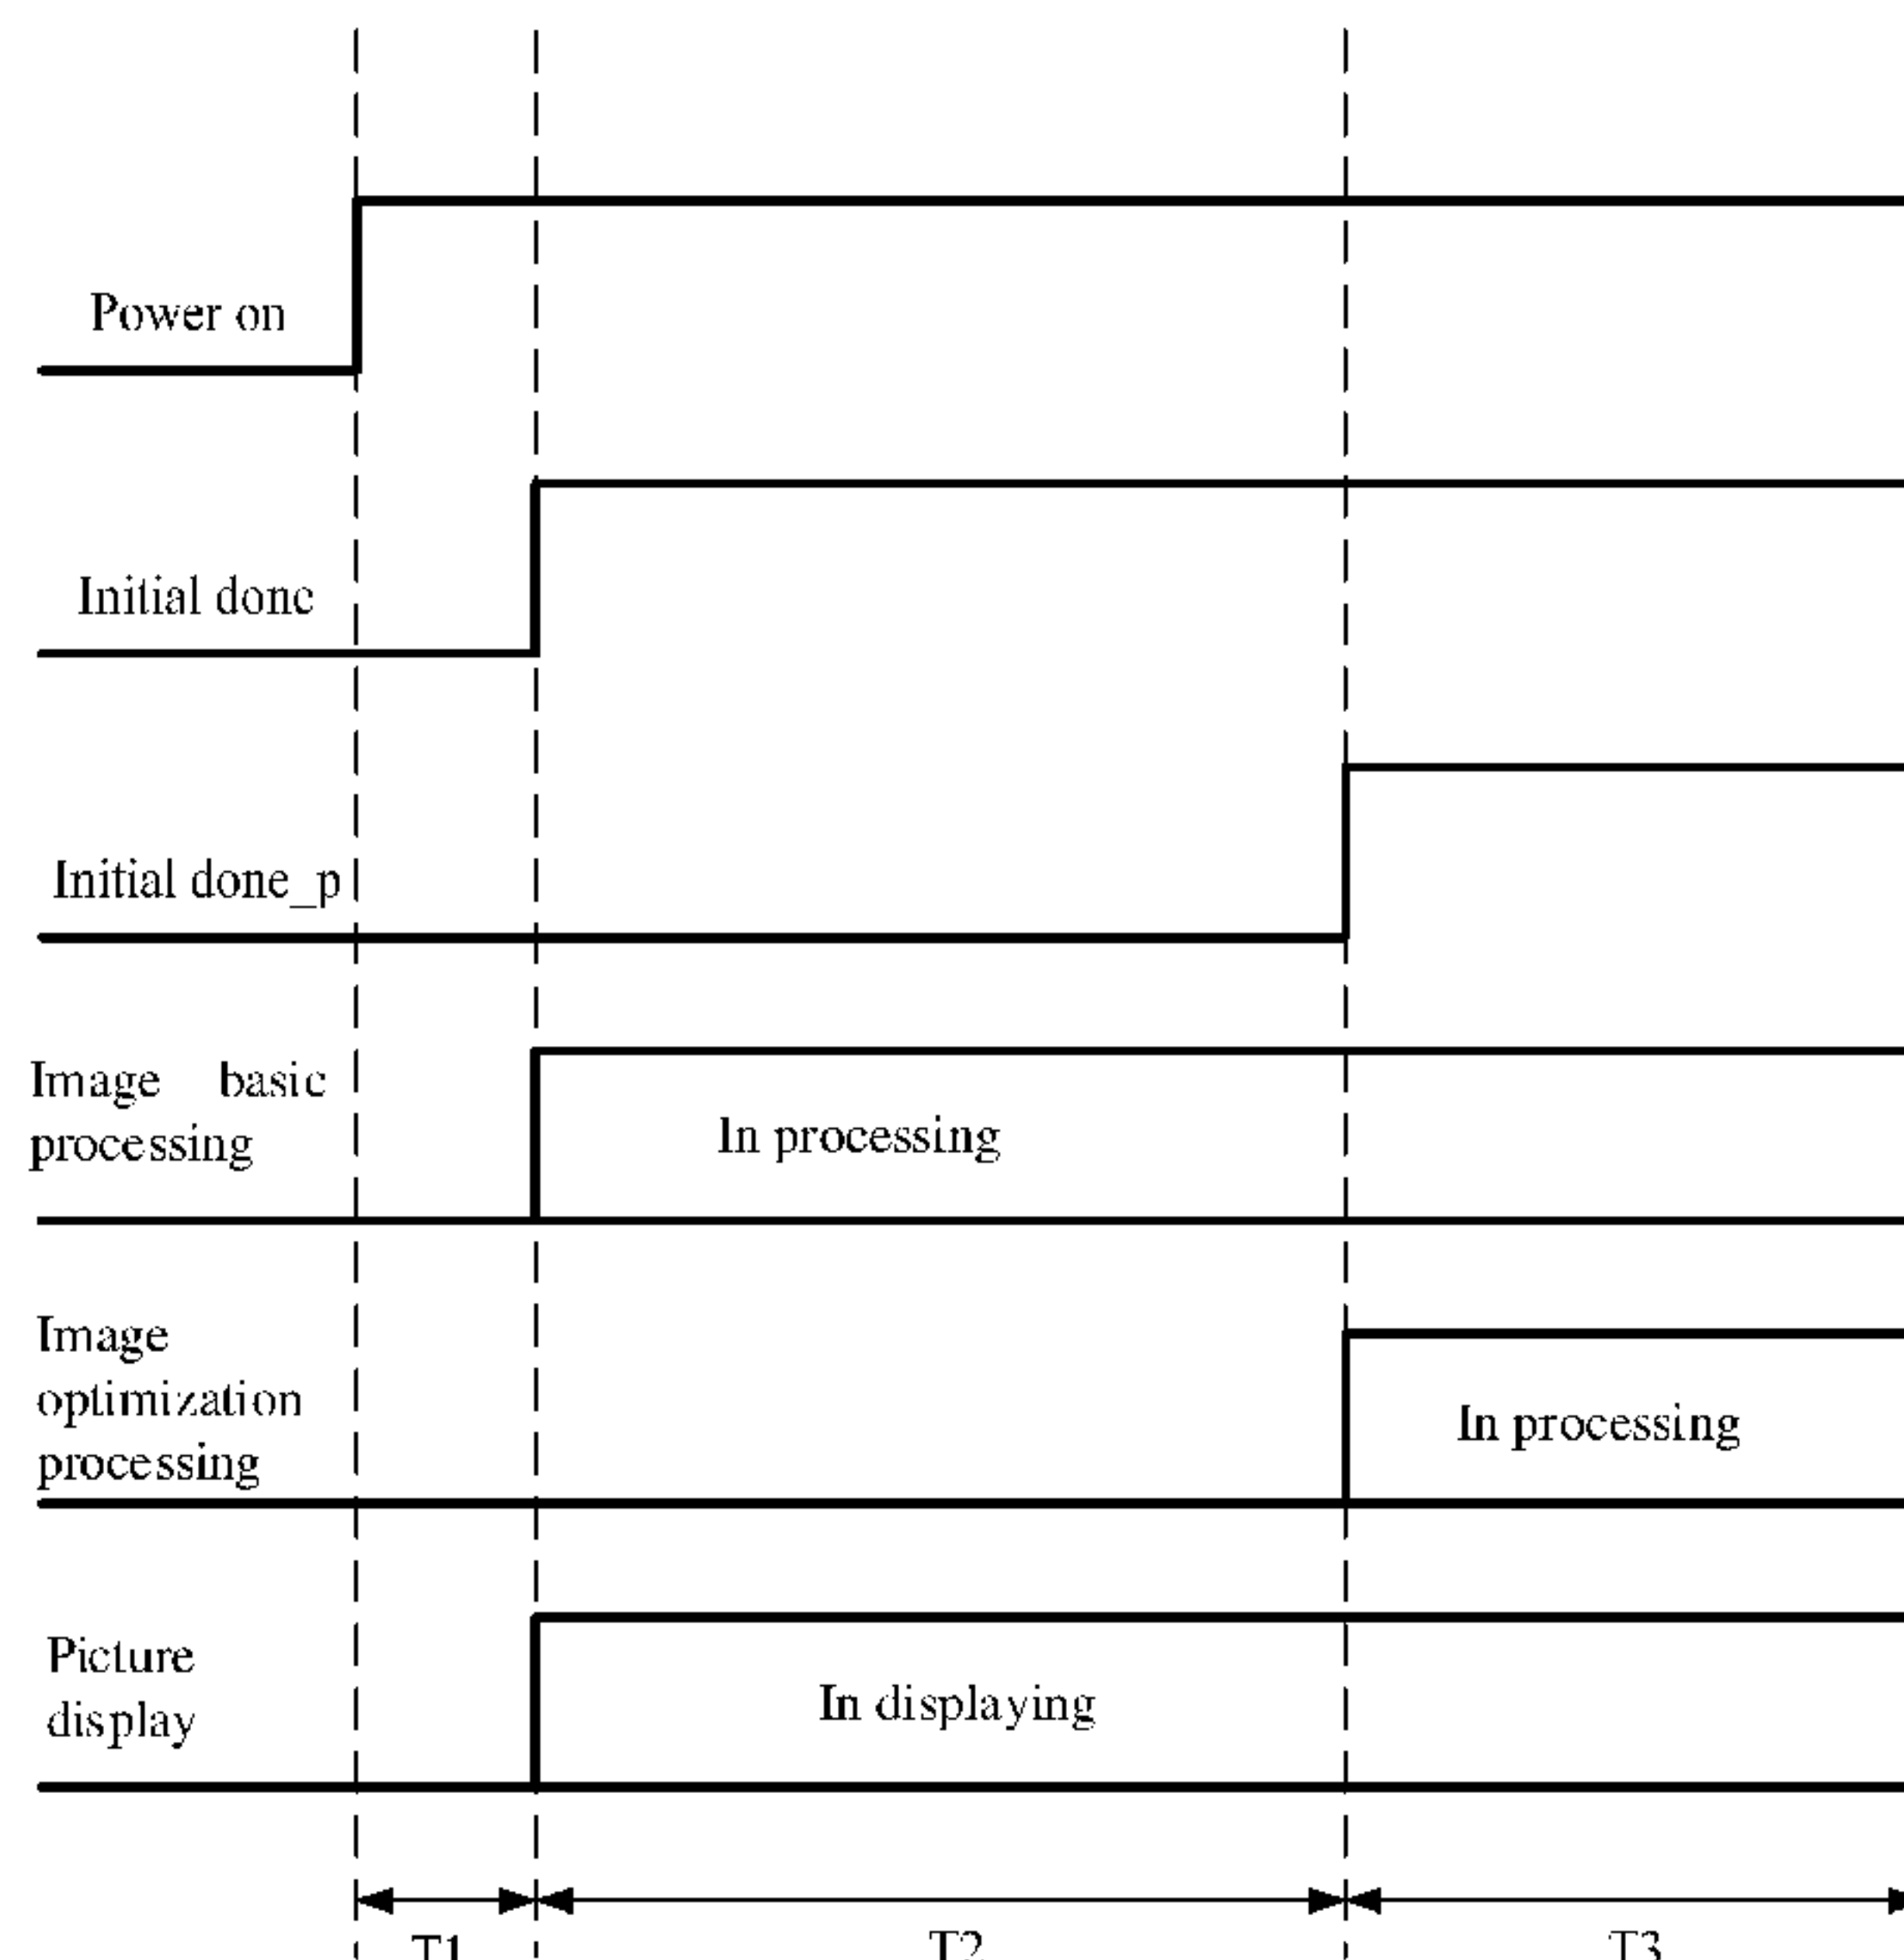 Power on
Initial done
Initial done_p
Image basic
processing
In processing
Image
optimization
processing
In processing
Picture
display
In displaying
T1
T2
T3